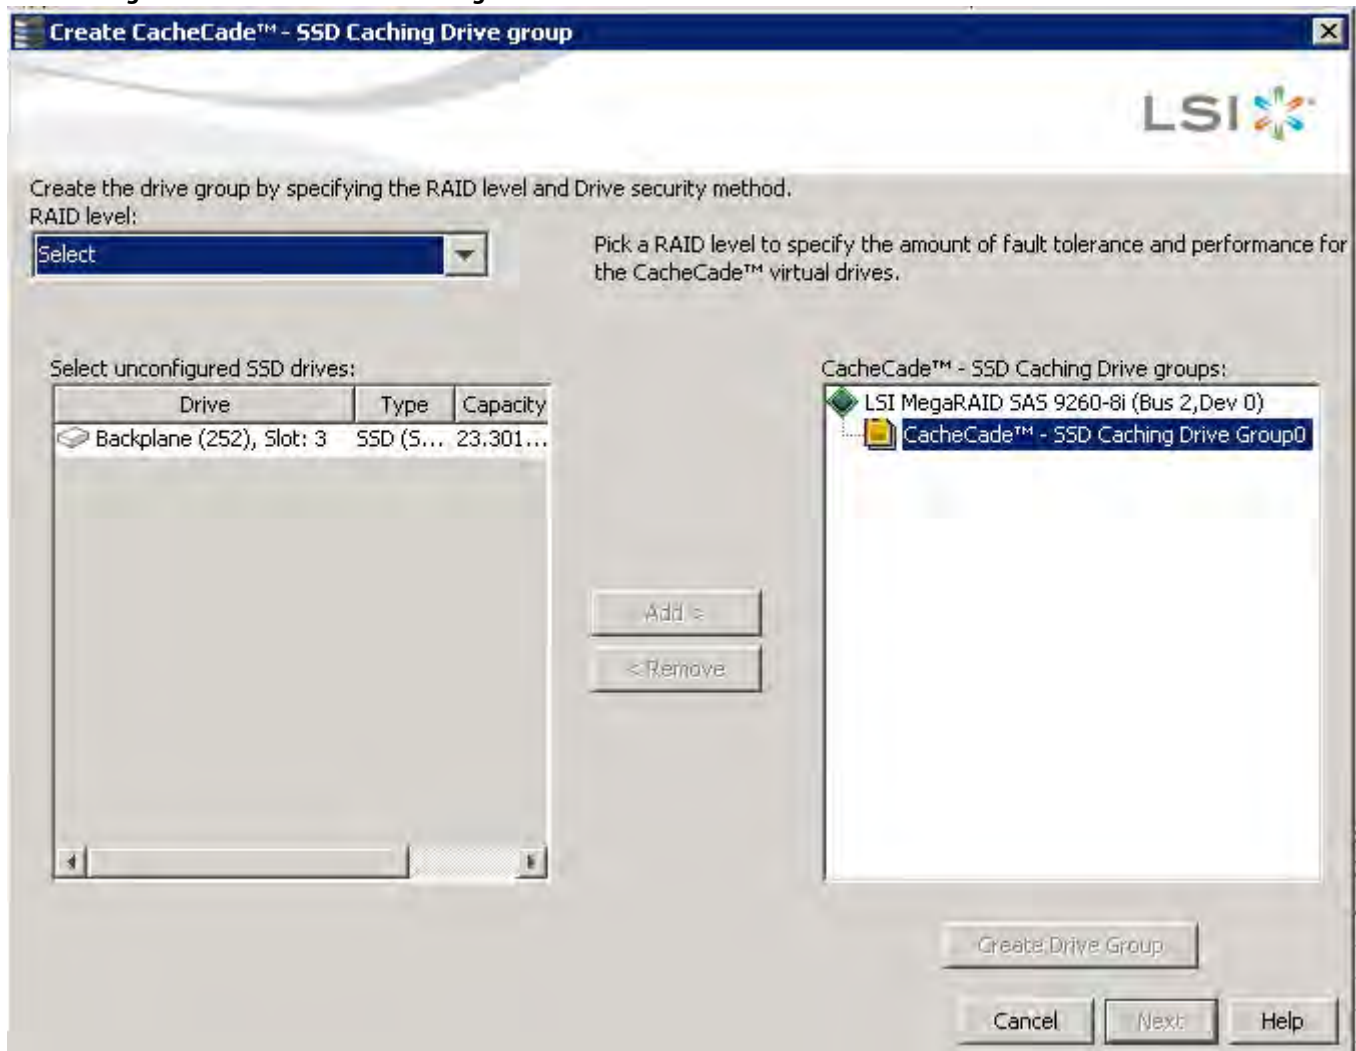 Create CacheCade™ - SSD Caching Drive group
LSI
Create the drive group by specifying the RAID level and Drive security method.
RAID level:
Select
Pick a RAID level to specify the amount of fault tolerance and performance for
the CacheCade™ virtual drives.
Select unconfigured SSD drives:
Drive Type Capacity
Backplane (252), Slot: 3 SSD (S... 23.301...
Add >
< Remove
CacheCade™ - SSD Caching Drive groups:
LSI MegaRAID SAS 9260-8i (Bus 2,Dev 0)
CacheCade™ - SSD Caching Drive Group0
Create Drive Group
Cancel Next Help